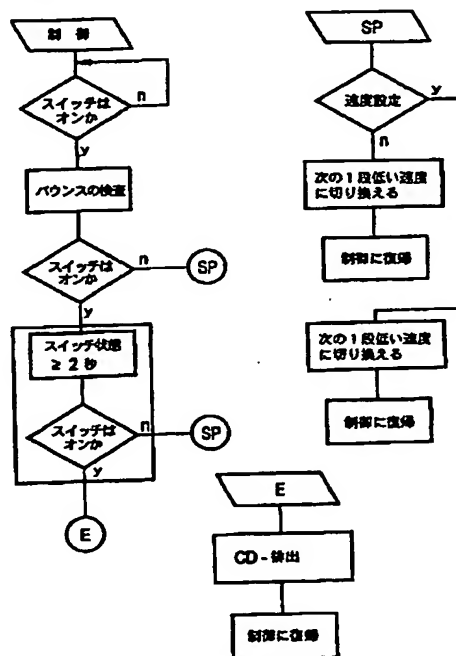 制御
スイッチは
オンか
n
y
バウンスの検査
スイッチは
オンか
n
SP
y
スイッチ状態
≥ 2 秒
スイッチは
オンか
n
SP
y
E
SP
速度設定
y
n
次の1段低い速度
に切り換える
制御に復帰
次の1段低い速度
に切り換える
制御に復帰
E
CD-排出
制御に復帰